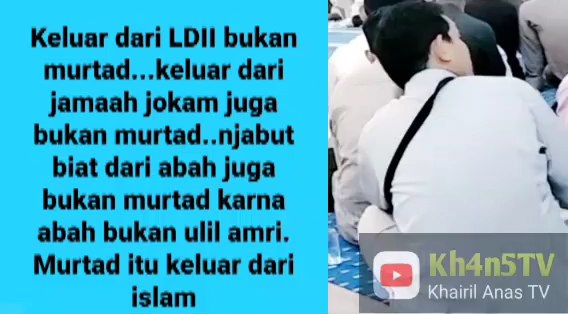 Keluar dari LDII bukan
murtad...keluar dari
jamaah jokam juga
bukan murtad..njabut
biat dari abah juga
bukan murtad karna
abah bukan ulil amri.
Murtad itu keluar dari
islam
Kh4n5TV
Khairil Anas TV